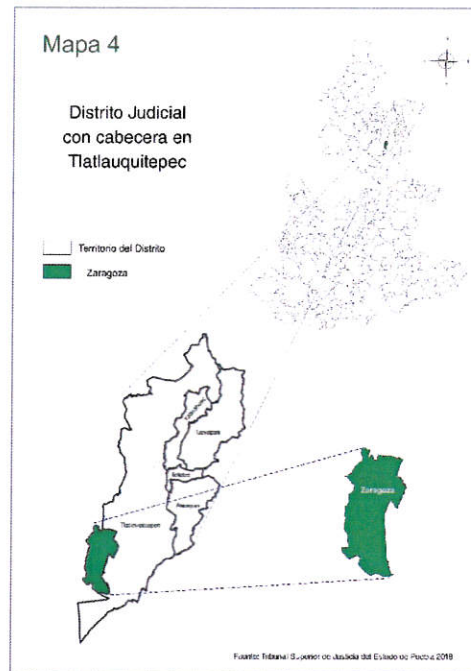 Mapa 4
Distrito Judicial
con cabecera en
Tlatlauquitepec
Territorio del Distrito
Zaragoza
Zaragoza
Fuente: Tribunal Superior de Justicia del Estado de Puebla 2018